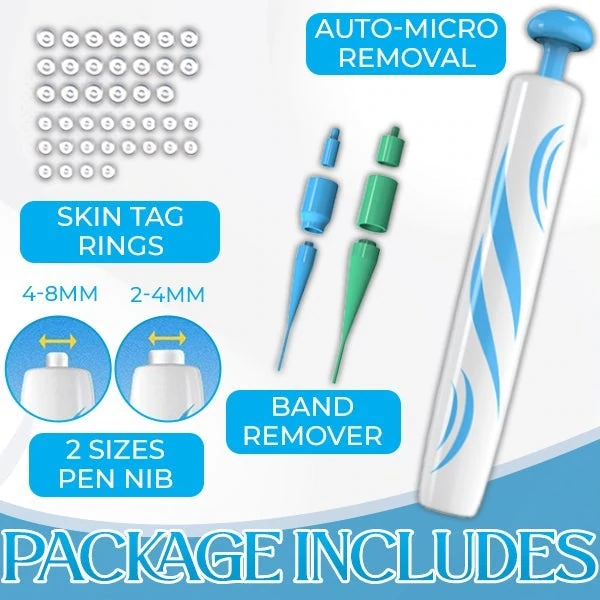 AUTO-MICRO
REMOVAL
SKIN TAG
RINGS
4-8MM
2-4MM
2 SIZES
PEN NIB
BAND
REMOVER
PACKAGE INCLUDES